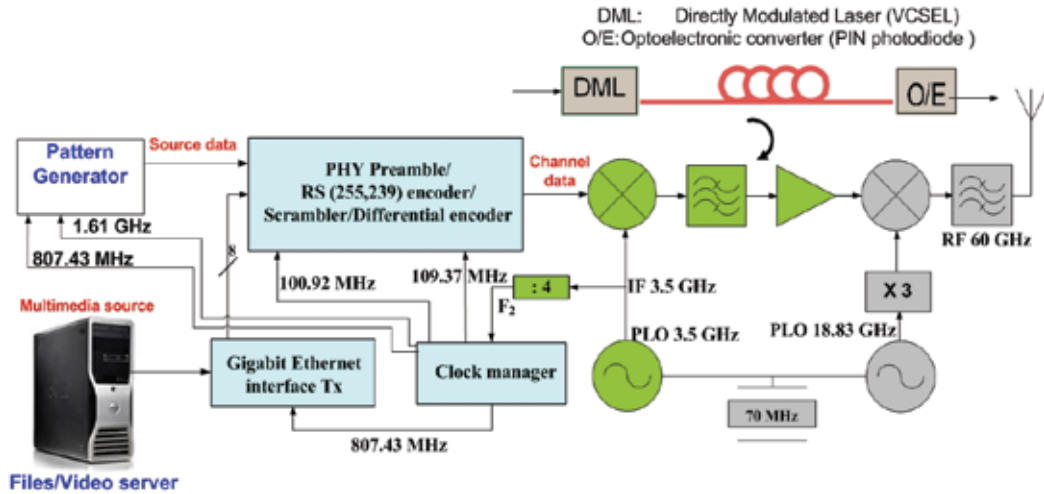 DML: Directly Modulated Laser (VCSEL)
O/E:Optoelectronic converter (PIN photodiode )
DML
O/E
Pattern
Generator
Source data
PHY Preamble/
RS (255,239) encoder/
Scrambler/Differential encoder
Channel
data
1.61 GHz
807.43 MHz
8
100.92 MHz
109.37 MHz
: 4
F2
IF 3.5 GHz
RF 60 GHz
X 3
Multimedia source
PLO 3.5 GHz
PLO 18.83 GHz
Gigabit Ethernet
interface Tx
Clock manager
70 MHz
807.43 MHz
Files/Video server